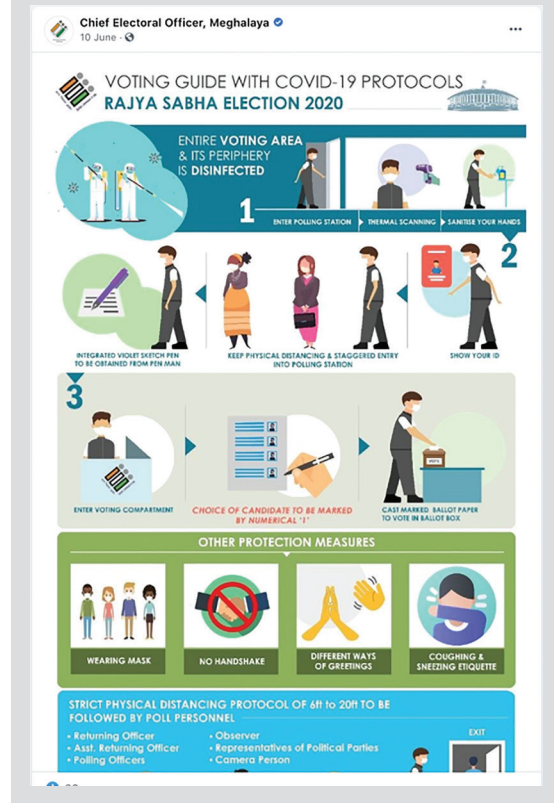 Chief Electoral Officer, Meghalaya
10 June
VOTING GUIDE WITH COVID-19 PROTOCOLS
RAJYA SABHA ELECTION 2020
ENTIRE VOTING AREA
& ITS PERIPHERY
IS DISINFECTED
1
ENTER POLLING STATION
THERMAL SCANNING
SANITISE YOUR HANDS
2
INTEGRATED VIOLET SKETCH PEN
TO BE OBTAINED FROM PEN MAN
KEEP PHYSICAL DISTANCING & STAGGERED ENTRY
INTO POLLING STATION
SHOW YOUR ID
3
ENTER VOTING COMPARTMENT
CHOICE OF CANDIDATE TO BE MARKED
BY NUMERICAL '1'
VOTE
CAST MARKED BALLOT PAPER
TO VOTE IN BALLOT BOX
OTHER PROTECTION MEASURES
WEARING MASK
NO HANDSHAKE
DIFFERENT WAYS
OF GREETINGS
COUGHING &
SNEEZING ETIQUETTE
STRICT PHYSICAL DISTANCING PROTOCOL OF 6ft to 20ft TO BE
FOLLOWED BY POLL PERSONNEL
• Returning Officer
• Asst. Returning Officer
• Polling Officers
• Observer
• Representatives of Political Parties
• Camera Person
EXIT